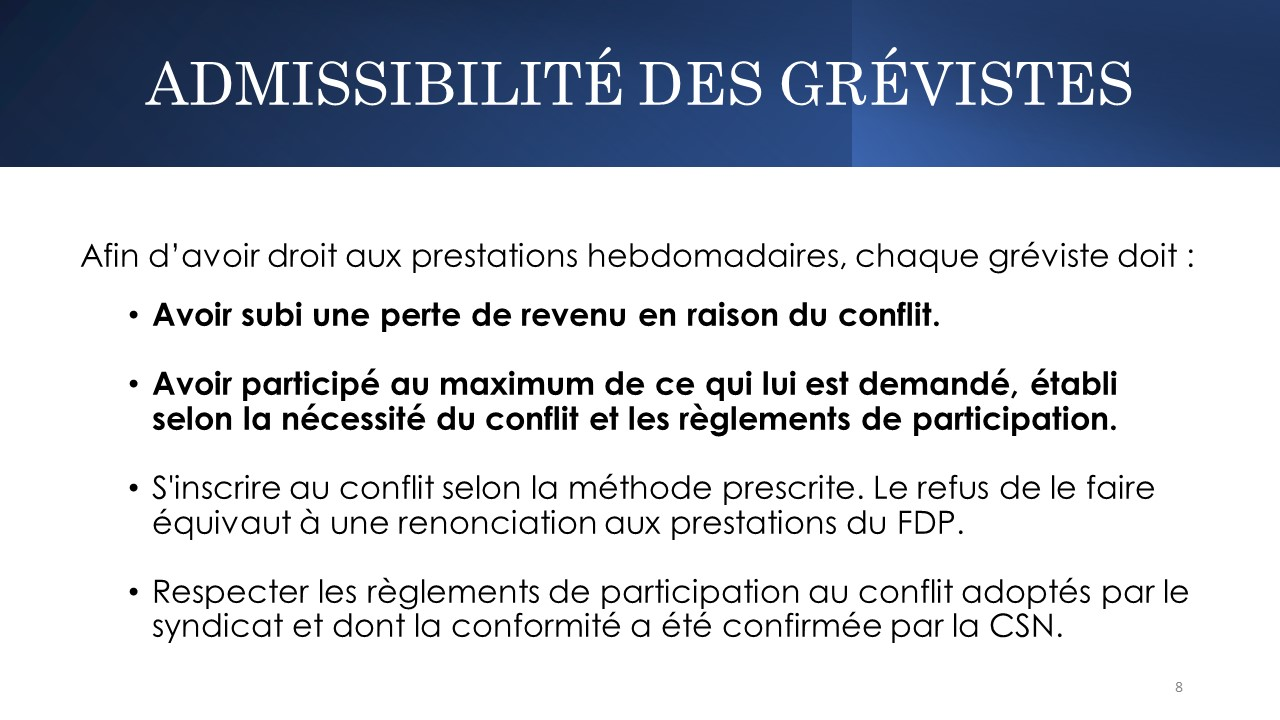 ADMISSIBILITÉ DES GRÉVISTES
Afin d’avoir droit aux prestations hebdomadaires, chaque gréviste doit :
• Avoir subi une perte de revenu en raison du conflit.
• Avoir participé au maximum de ce qui lui est demandé, établi
selon la nécessité du conflit et les règlements de participation.
• S'inscrire au conflit selon la méthode prescrite. Le refus de le faire
équivaut à une renonciation aux prestations du FDP.
• Respecter les règlements de participation au conflit adoptés par le
syndicat et dont la conformité a été confirmée par la CSN.
8